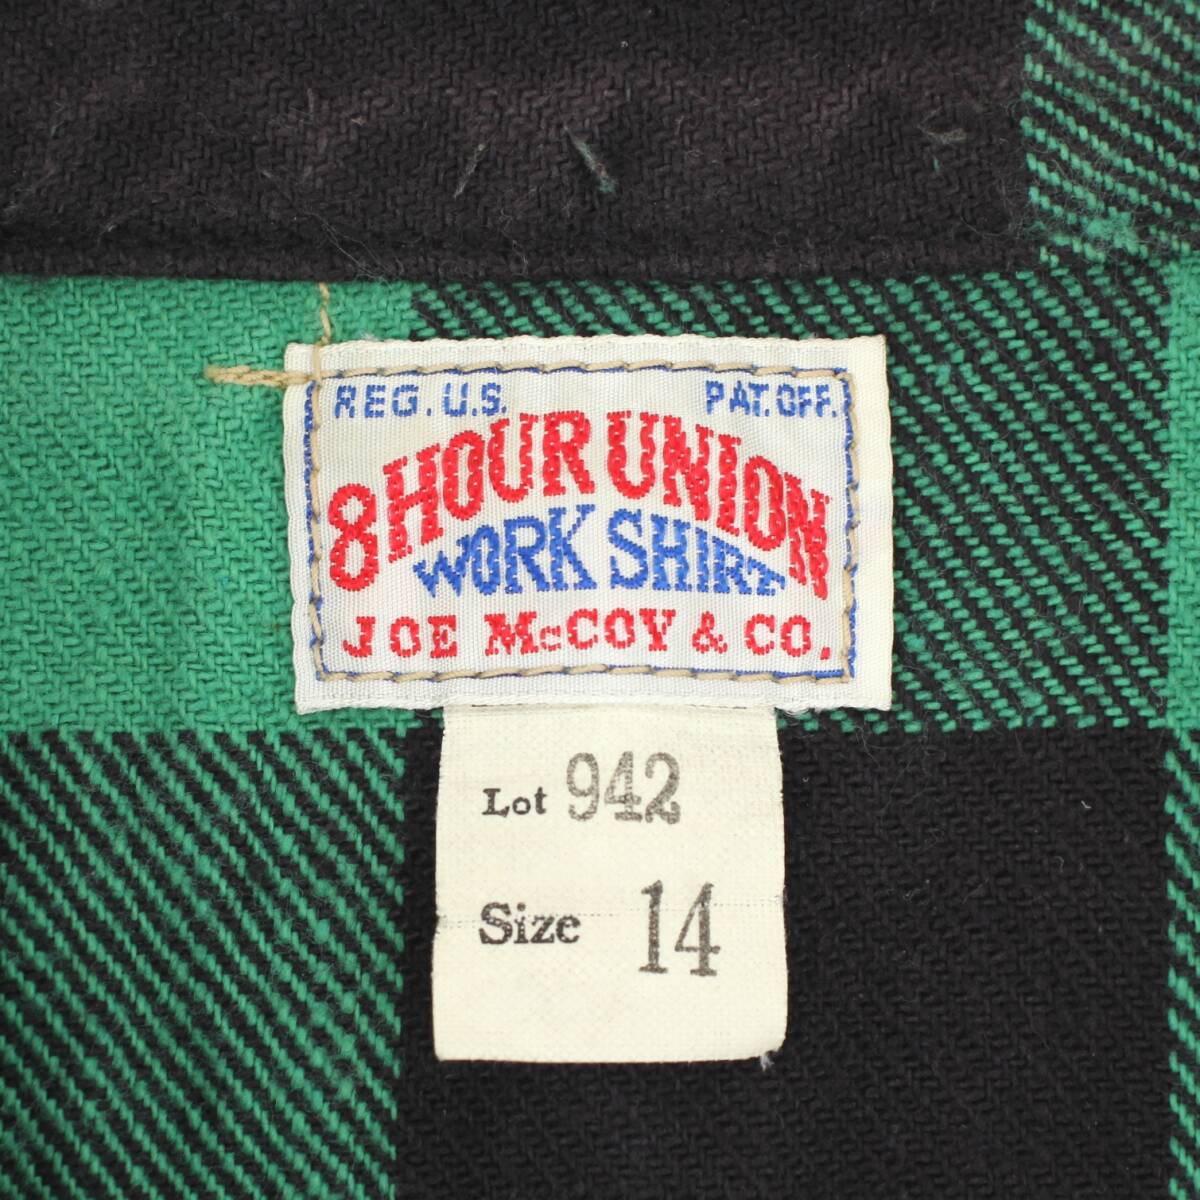 REG. U.S. PAT. OFF.
8 HOUR UNION
WORK SHIRT
JOE McCOY & CO.
Lot 942
Size 14